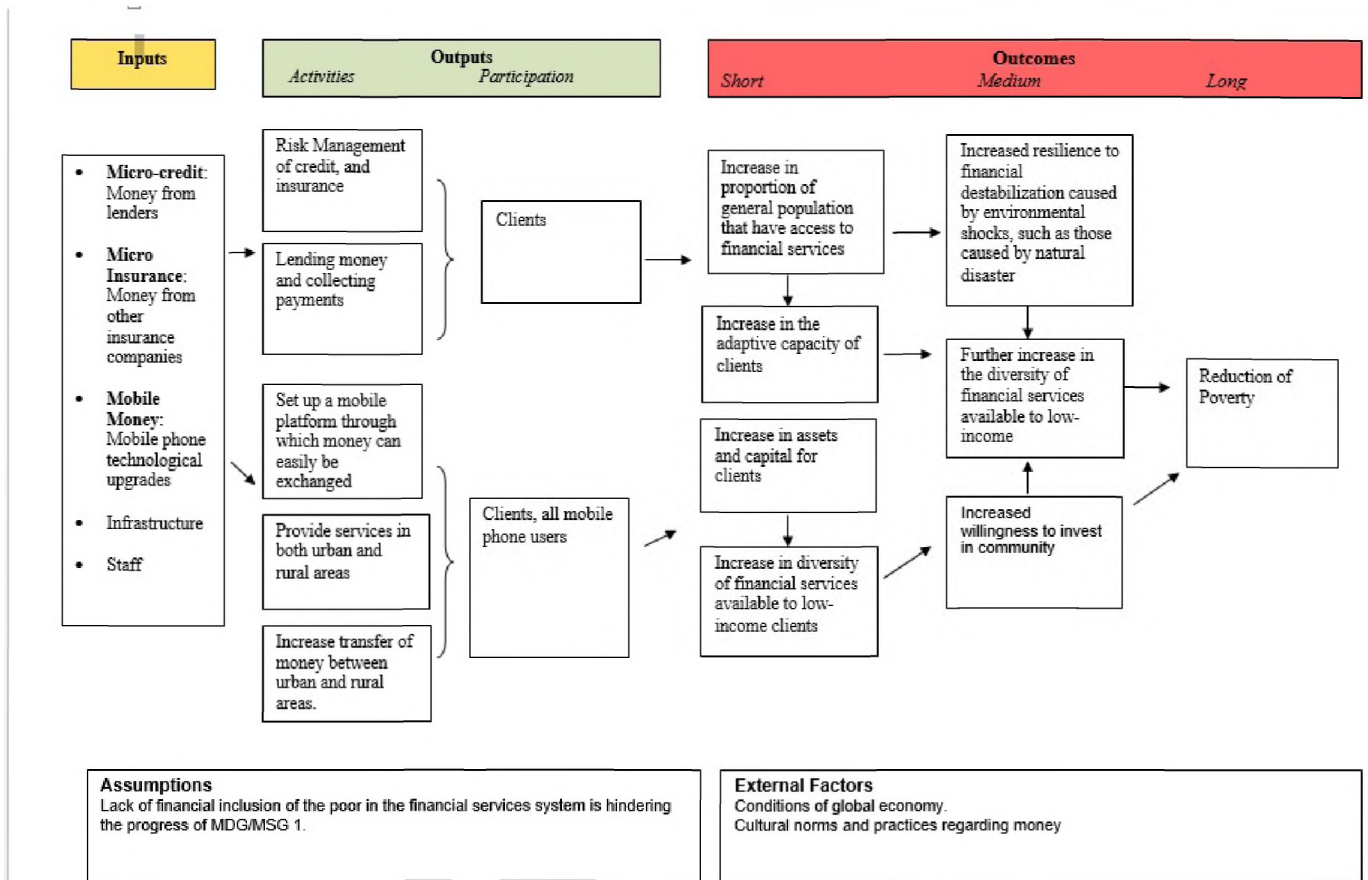 Inputs
Outputs
Activities
Participation
Outcomes
Short
Medium
Long
• Micro-credit:
Money from
lenders
• Micro
Insurance:
Money from
other
insurance
companies
• Mobile
Money:
Mobile phone
technological
upgrades
• Infrastructure
• Staff
Risk Management
of credit, and
insurance
Lending money
and collecting
payments
Set up a mobile
platform through
which money can
easily be
exchanged
Provide services in
both urban and
rural areas
Increase transfer of
money between
urban and rural
areas.
Clients
Clients, all mobile
phone users
Increase in
proportion of
general population
that have access to
financial services
Increase in the
adaptive capacity of
clients
Increase in assets
and capital for
clients
Increase in diversity
of financial services
available to low-
income clients
Increased resilience to
financial
destabilization caused
by environmental
shocks, such as those
caused by natural
disaster
Further increase in
the diversity of
financial services
available to low-
income
Increased
willingness to invest
in community
Reduction of
Poverty
Assumptions
Lack of financial inclusion of the poor in the financial services system is hindering
the progress of MDG/MSG 1.
External Factors
Conditions of global economy.
Cultural norms and practices regarding money